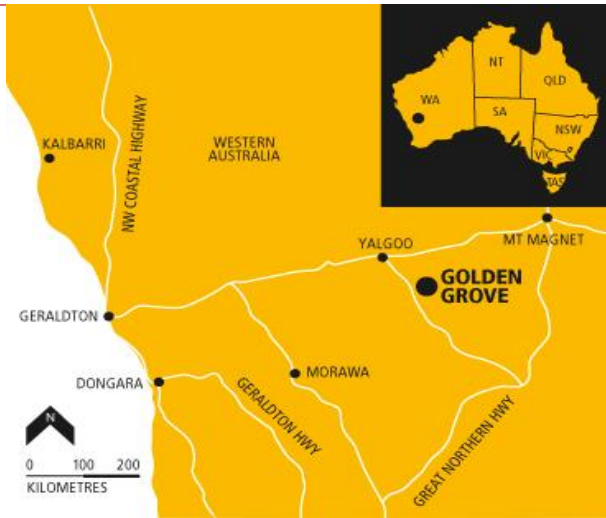 NT
QLD
WA
SA
NSW
VIC
TAS
KALBARRI
NW COASTAL HIGHWAY
WESTERN
AUSTRALIA
YALGOO
MT MAGNET
GOLDEN
GROVE
GERALDTON
DONGARA
MORAWA
GERALDTON HWY
GREAT NORTHERN HWY
N
0 100 200
KILOMETRES